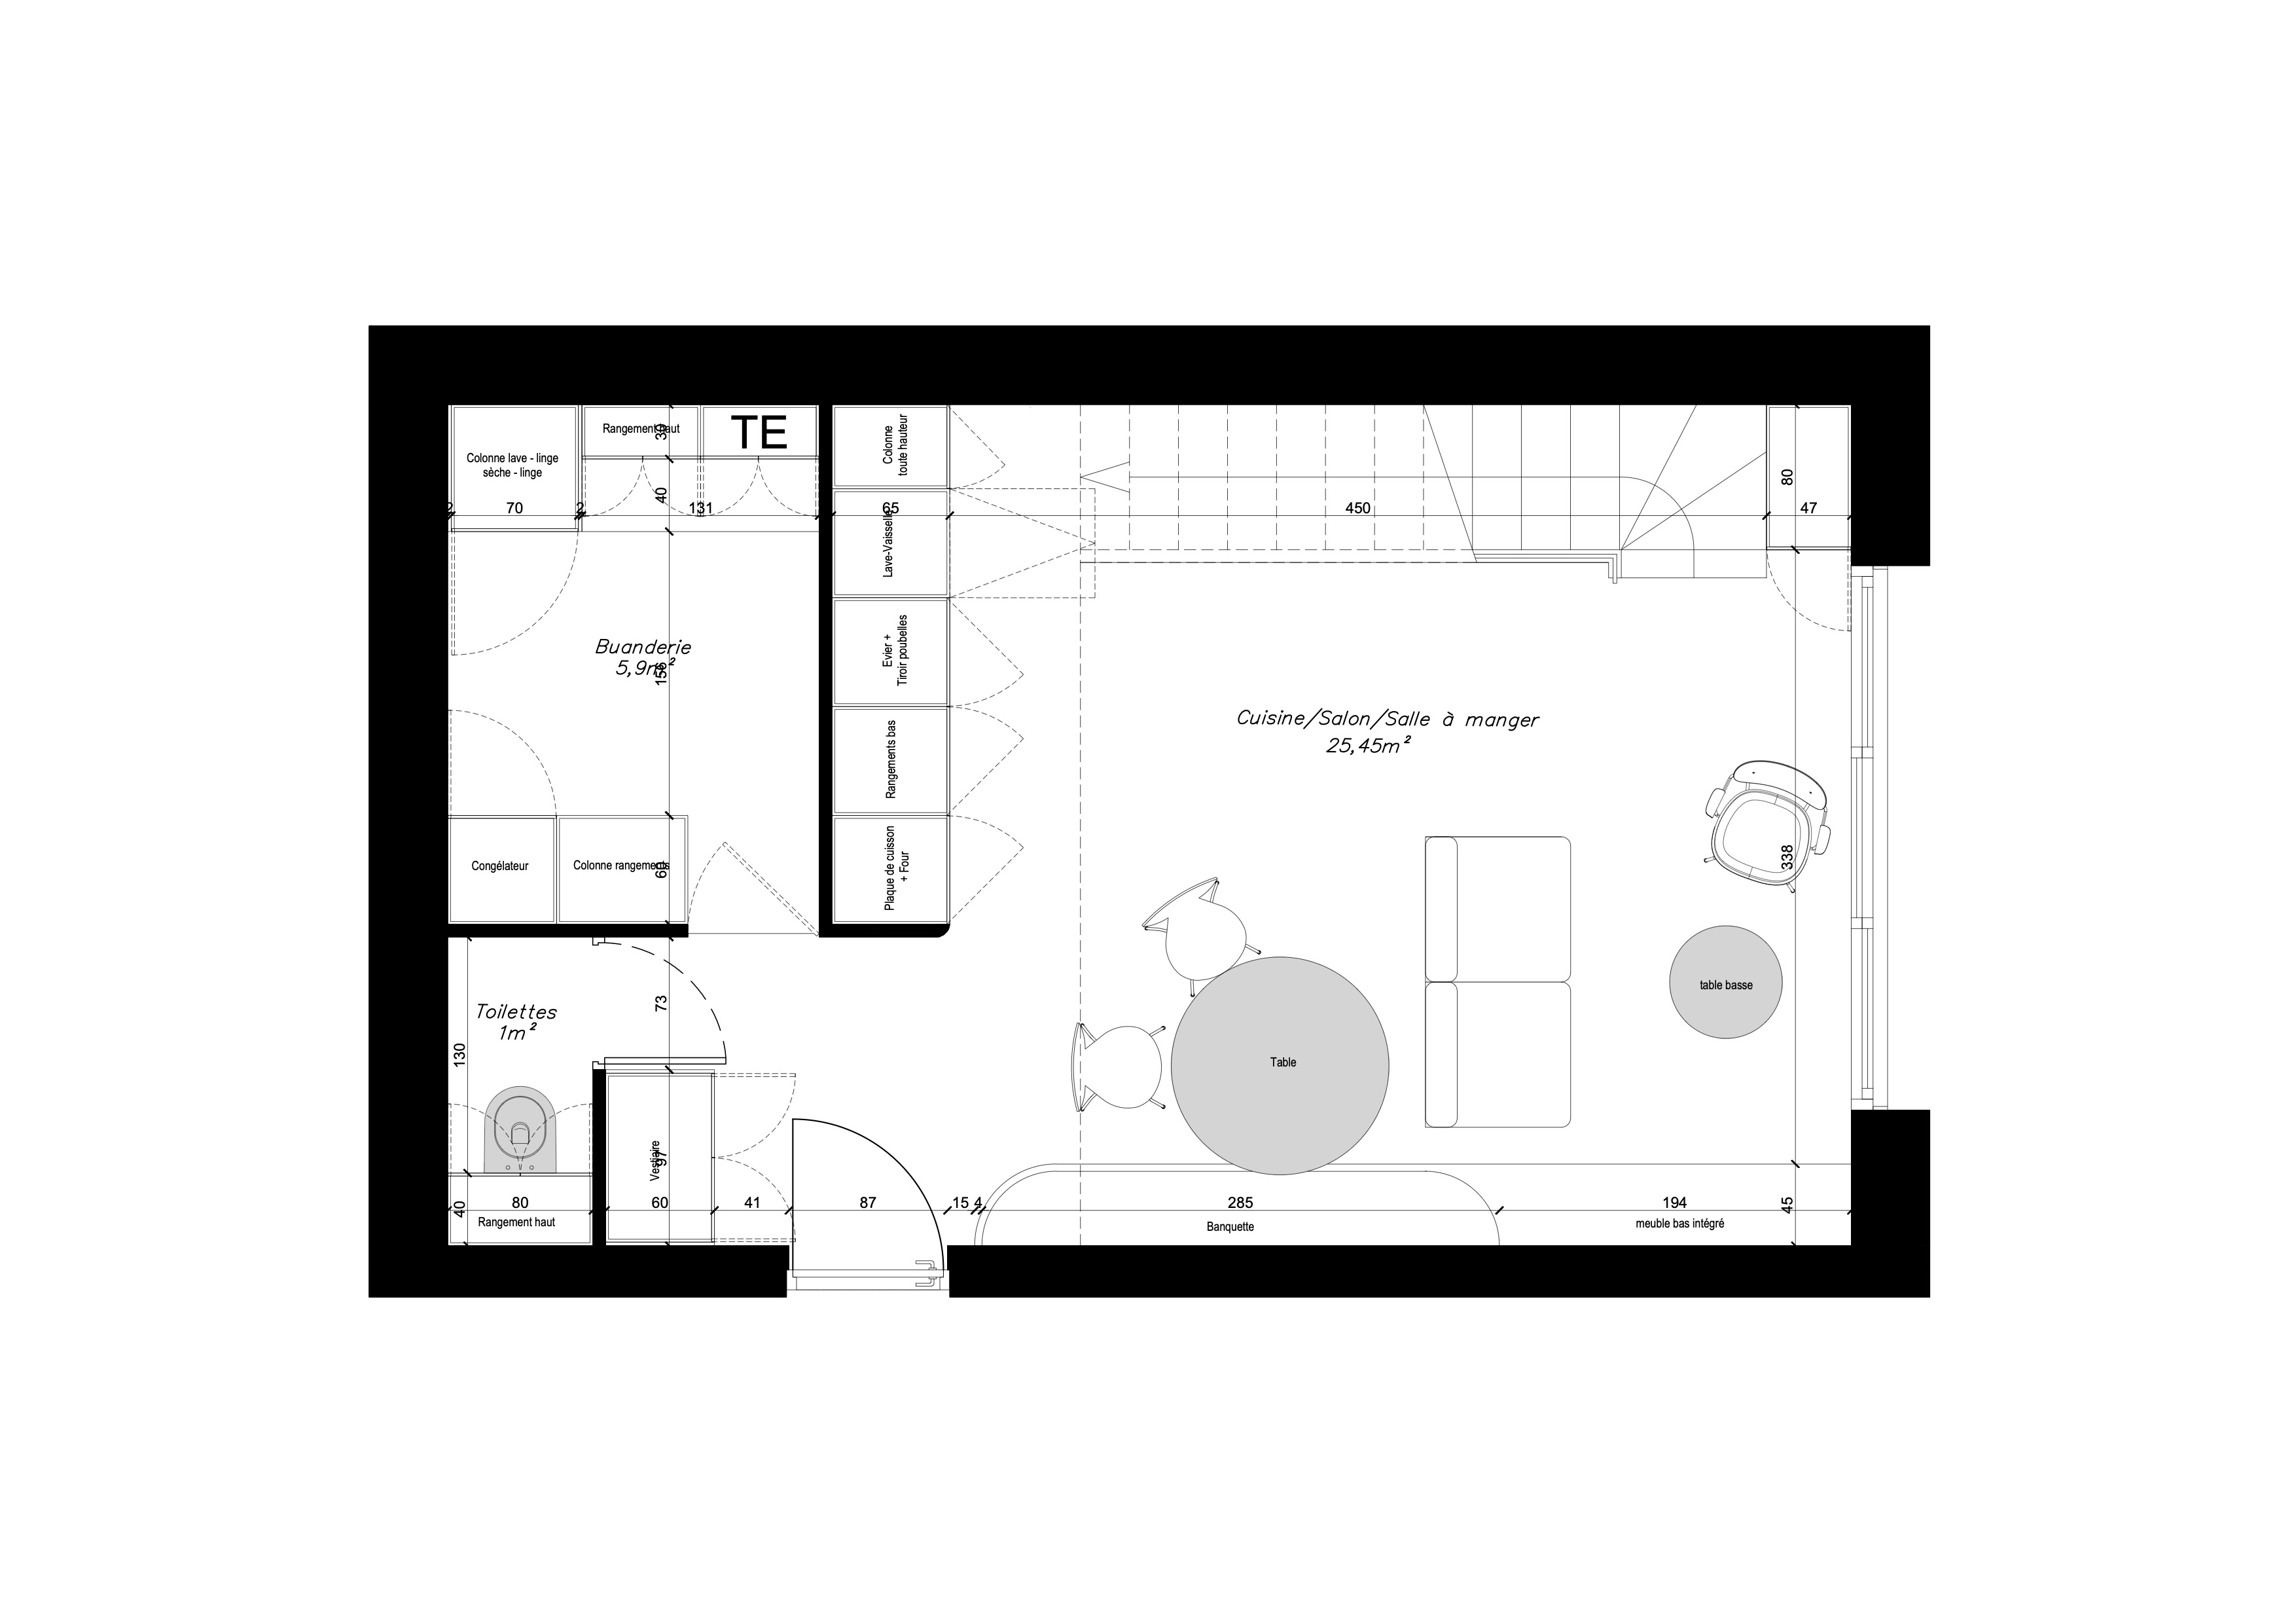 Rangement haut
TE
Colonne lave - linge
sèche - linge
30
40
2
70
2
131
Colonne
toute hauteur
65
Lave-Vaisselle
450
80
47
Buanderie
5,9m²
156
Evier +
Tiroir poubelles
Rangements bas
Plaque de cuisson
+ Four
Cuisine/Salon/Salle à manger
25,45m²
Congélateur
Colonne rangements
60
338
Toilettes
1m²
73
130
table basse
Table
Vestiaire
97
40
80
Rangement haut
60
41
87
15
4
285
Banquette
194
meuble bas intégré
45